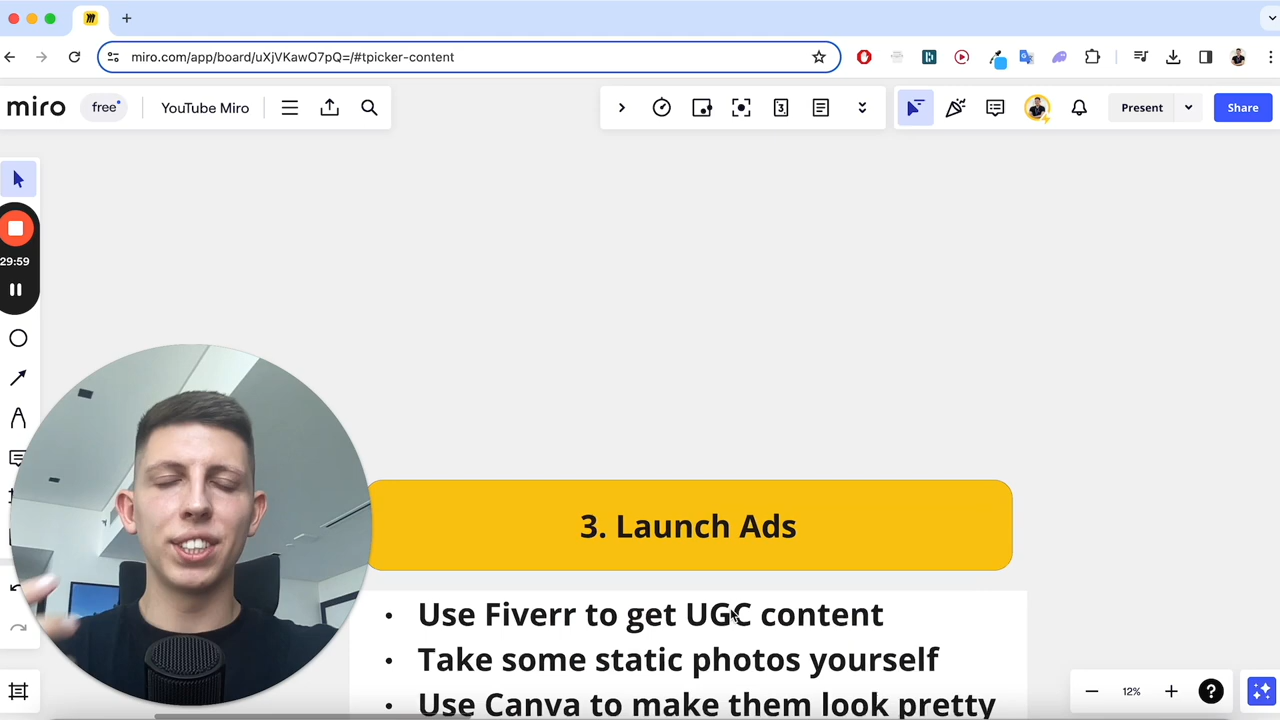 miro.com/app/board/uXjVKawO7pQ=/#tpicker-content
miro
free
YouTube Miro
3
Present
Share
29:59
3. Launch Ads
• Use Fiverr to get UGC content
• Take some static photos yourself
• Use Canva to make them look pretty
12%
?